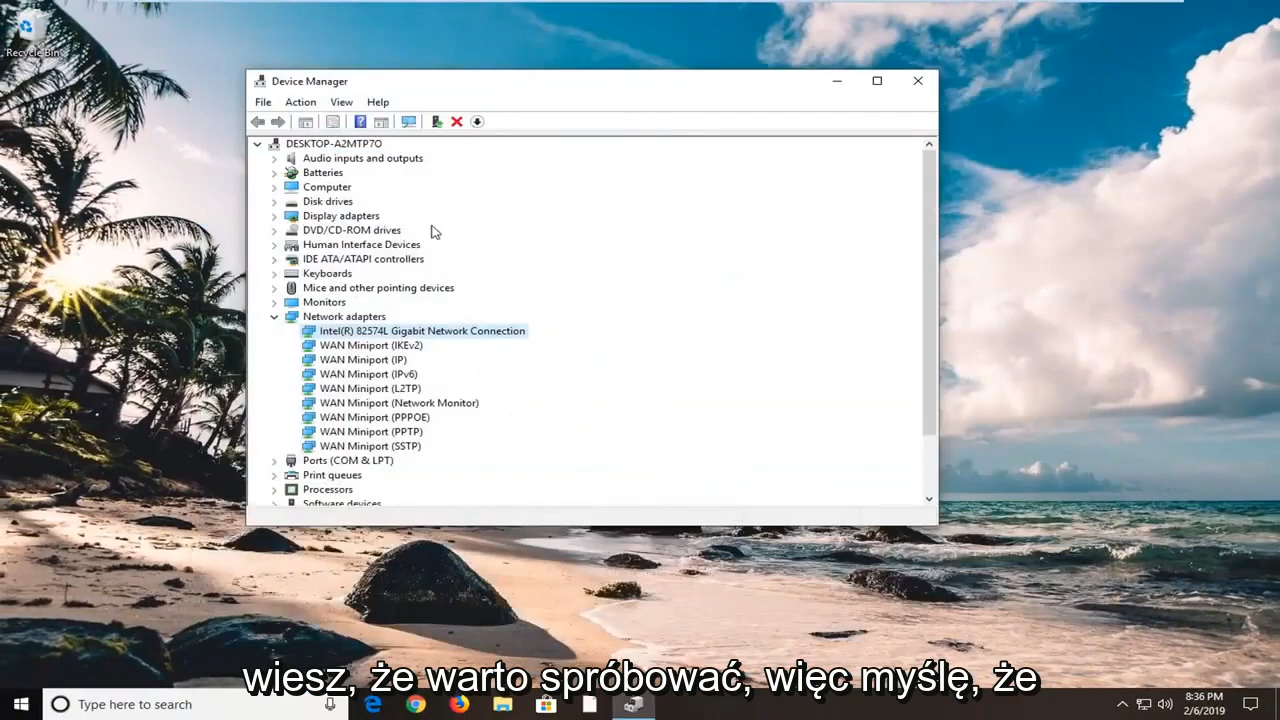 Recycle Bin
Device Manager
File Action View Help
DESKTOP-A2MTP7O
Audio inputs and outputs
Batteries
Computer
Disk drives
Display adapters
DVD/CD-ROM drives
Human Interface Devices
IDE ATA/ATAPI controllers
Keyboards
Mice and other pointing devices
Monitors
Network adapters
Intel(R) 82574L Gigabit Network Connection
WAN Miniport (IKEv2)
WAN Miniport (IP)
WAN Miniport (IPv6)
WAN Miniport (L2TP)
WAN Miniport (Network Monitor)
WAN Miniport (PPPOE)
WAN Miniport (PPTP)
WAN Miniport (SSTP)
Ports (COM & LPT)
Print queues
Processors
Software devices
wiesz, że warto spróbować, więc myślę, że
Type here to search
8:36 PM
2/6/2019